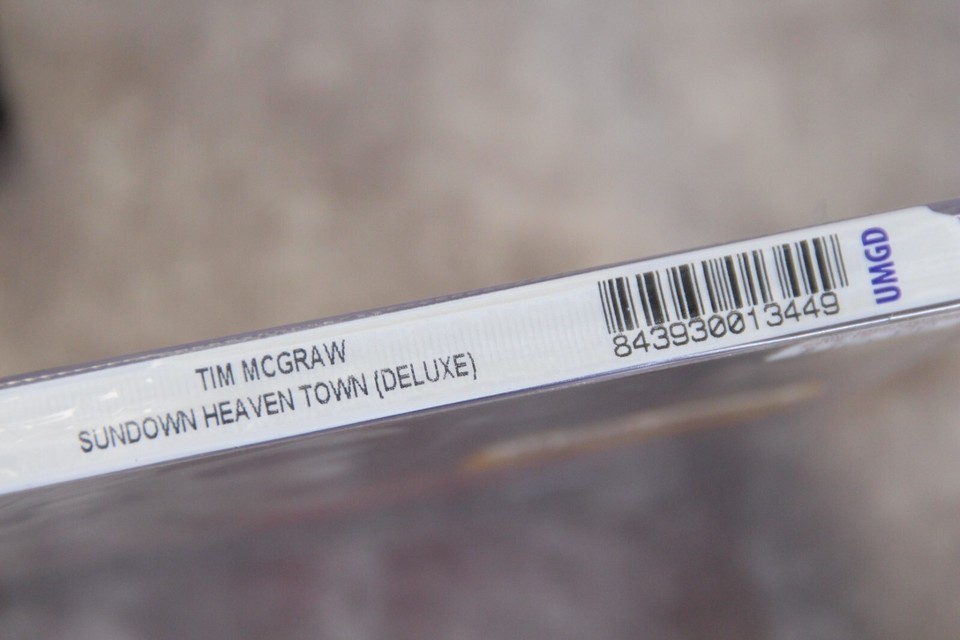 TIM MCGRAW
SUNDOWN HEAVEN TOWN (DELUXE)
843930013449
UMGD